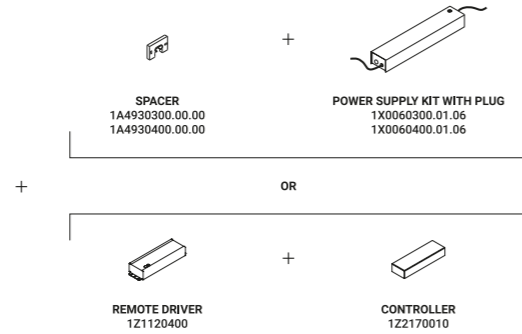 +
SPACER
1A4930300.00.00
1A4930400.00.00
POWER SUPPLY KIT WITH PLUG
1X0060300.01.06
1X0060400.01.06
+
OR
+
REMOTE DRIVER
1Z1120400
CONTROLLER
1Z2170010